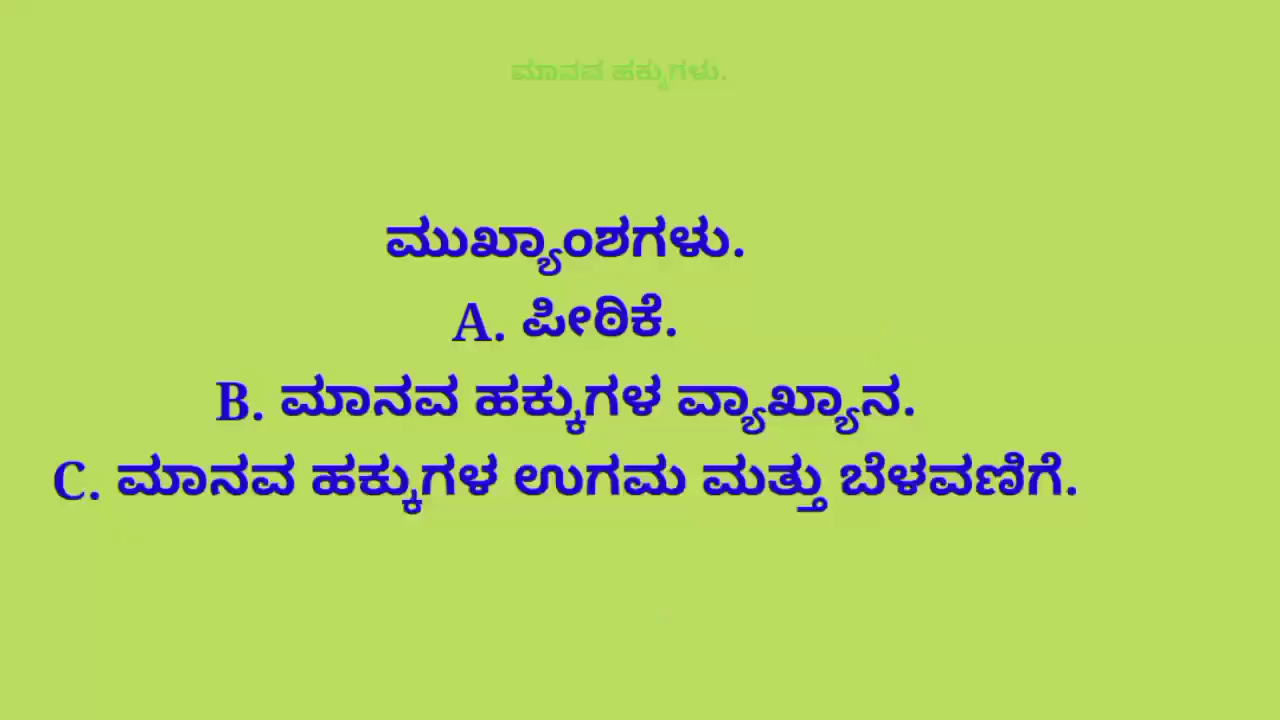 ಮಾನವ ಹಕ್ಕುಗಳು.
ಮುಖ್ಯಾಂಶಗಳು.
A. ಪೀಠಿಕೆ.
B. ಮಾನವ ಹಕ್ಕುಗಳ ವ್ಯಾಖ್ಯಾನ.
C. ಮಾನವ ಹಕ್ಕುಗಳ ಉಗಮ ಮತ್ತು ಬೆಳವಣಿಗೆ.